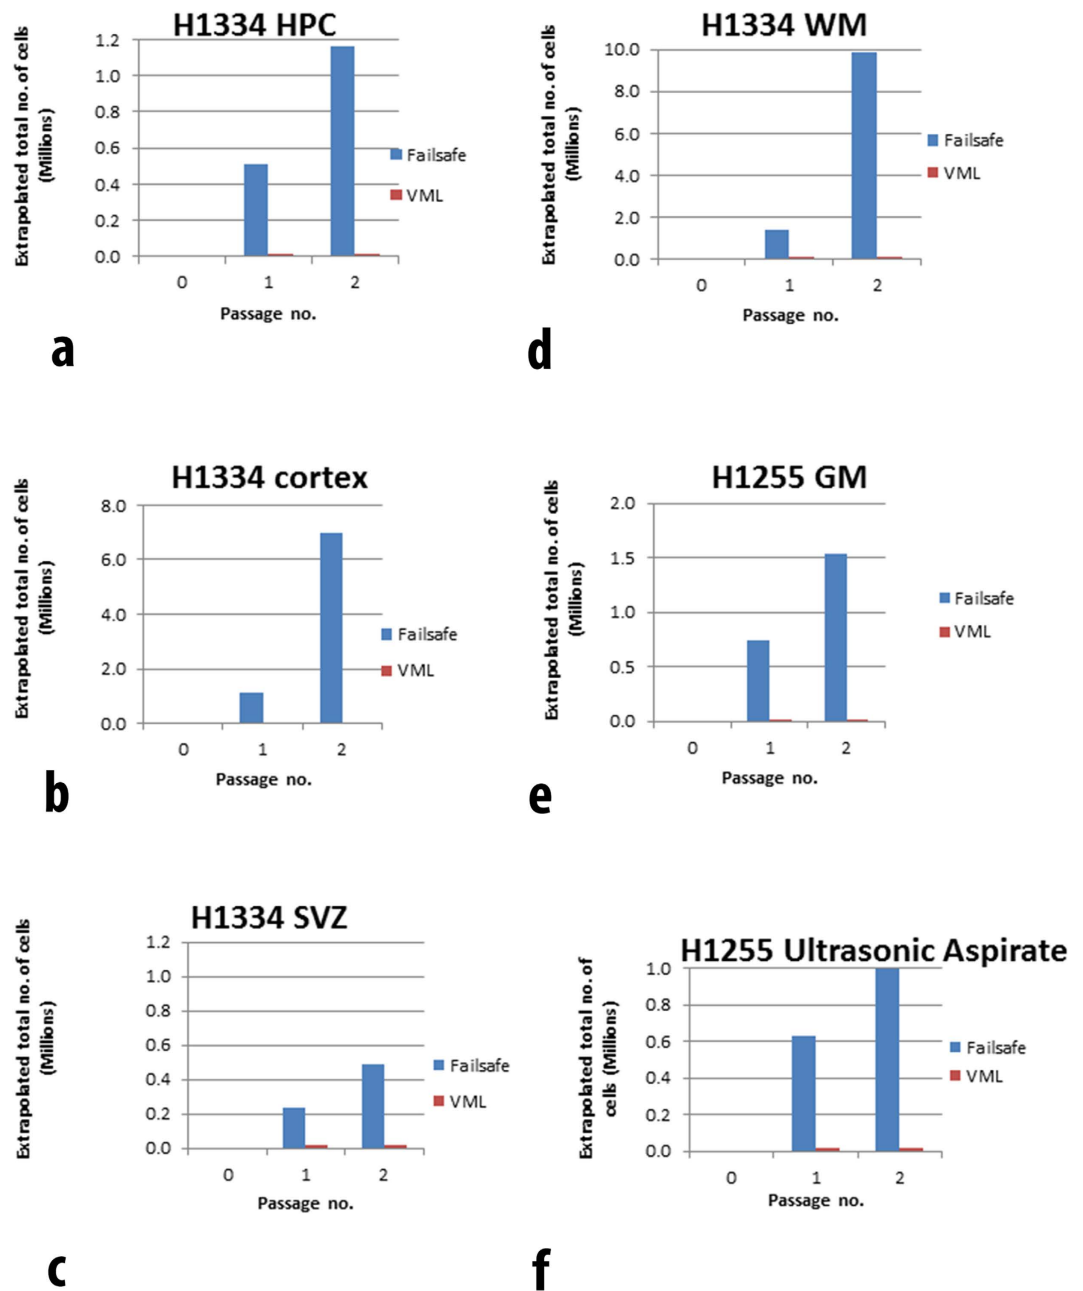 H1334 HPC
Extrapolated total no. of cells
(Millions)
1.2
1.0
0.8
0.6
0.4
0.2
0.0
0 1 2
Passage no.
Failsafe
VML
a
H1334 WM
Extrapolated total no. of cells
(Millions)
10.0
8.0
6.0
4.0
2.0
0.0
0 1 2
Passage no.
Failsafe
VML
d
H1334 cortex
Extrapolated total no. of cells
(Millions)
8.0
6.0
4.0
2.0
0.0
0 1 2
Passage no.
Failsafe
VML
b
H1255 GM
Extrapolated total no. of cells
(Millions)
2.0
1.5
1.0
0.5
0.0
0 1 2
Passage no.
Failsafe
VML
e
H1334 SVZ
Extrapolated total no. of cells
(Millions)
1.2
1.0
0.8
0.6
0.4
0.2
0.0
0 1 2
Passage no.
Failsafe
VML
c
H1255 Ultrasonic Aspirate
Extrapolated total no. of
cells (Millions)
1.0
0.8
0.6
0.4
0.2
0.0
0 1 2
Passage no.
Failsafe
VML
f